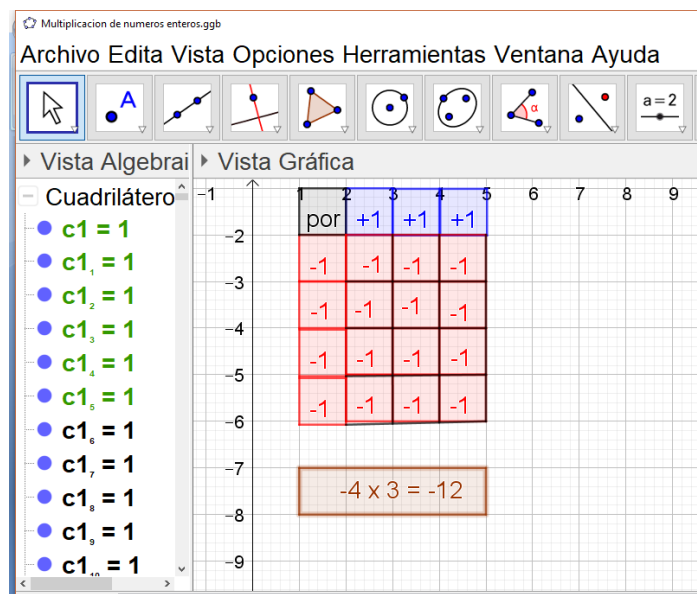 Multiplicacion de numeros enteros.ggb
Archivo Edita Vista Opciones Herramientas Ventana Ayuda
A
α
a = 2
Vista Algebrai
Vista Gráfica
Cuadrilátero
c1 = 1
c1₁ = 1
c1₂ = 1
c1₃ = 1
c1₄ = 1
c1₅ = 1
c1₆ = 1
c1₇ = 1
c1₈ = 1
c1₉ = 1
c1₁₀ = 1
−1 1 2 3 4 5 6 7 8 9
por +1 +1 +1
−2
-1 -1 -1 -1
−3
-1 -1 -1 -1
−4
-1 -1 -1 -1
−5
-1 -1 -1 -1
−6
−7
-4 x 3 = -12
−8
−9